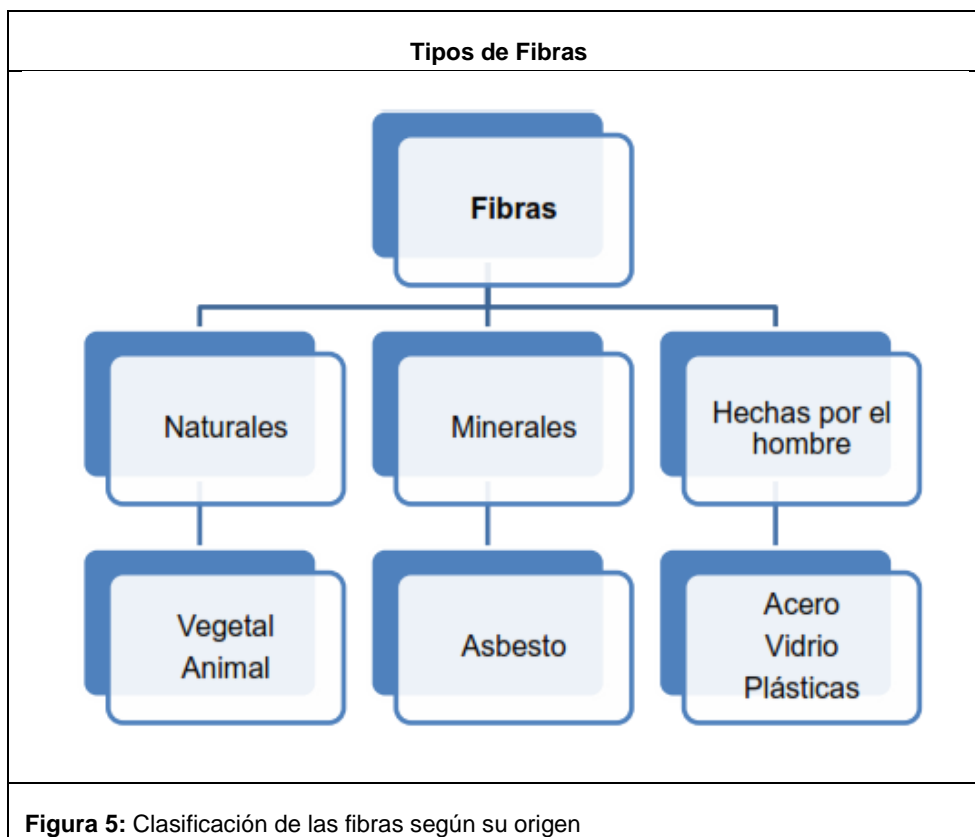 Tipos de Fibras
Fibras
Naturales
Minerales
Hechas por el
hombre
Vegetal
Animal
Asbesto
Acero
Vidrio
Plásticas
Figura 5: Clasificación de las fibras según su origen